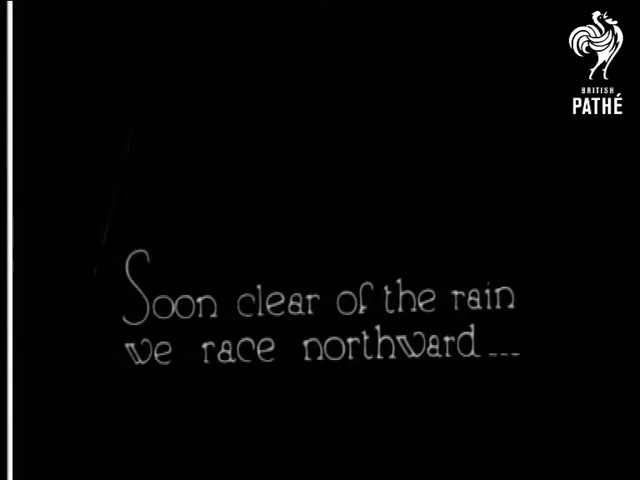 BRITISH
PATHÉ
Soon clear of the rain
we race northward ---